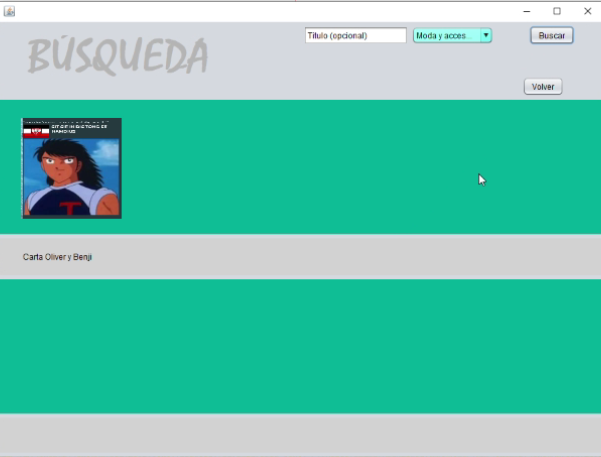 BÚSQUEDA
Título (opcional)
Moda y acces...
Buscar
Volver
Carta Oliver y Benji